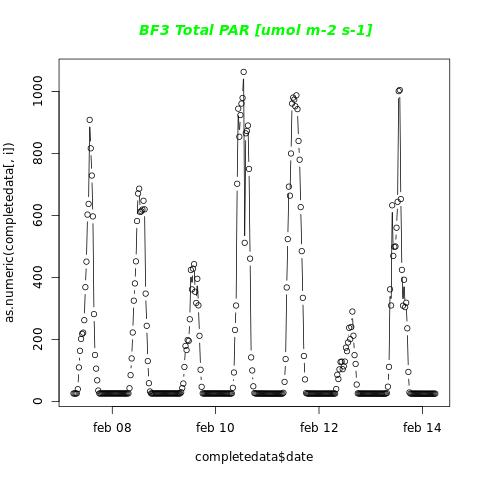 BF3 Total PAR [umol m-2 s-1]
as.numeric(completedata[, i])
1000
800
600
400
200
0
feb 08 feb 10 feb 12 feb 14
completedata$date